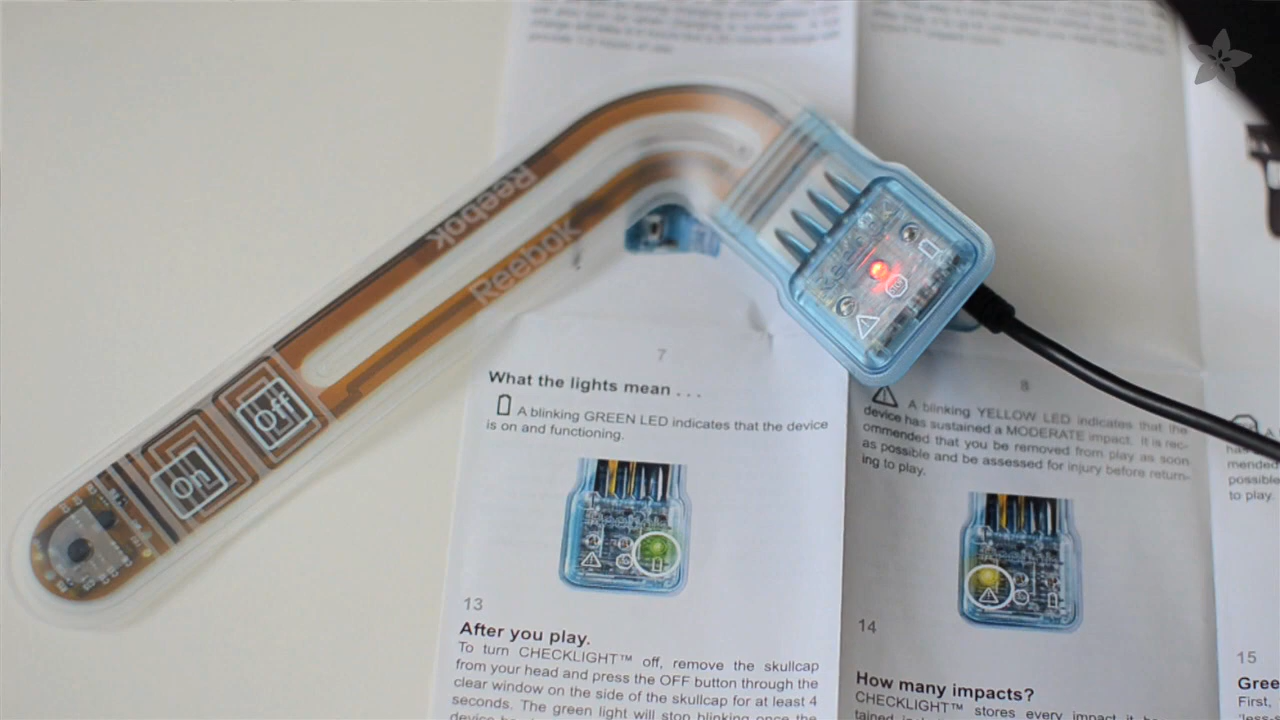 Reebok
Reebok
Off
On
STOP
7
What the lights mean . . .
A blinking GREEN LED indicates that the device
is on and functioning.
13
After you play.
To turn CHECKLIGHT™ off, remove the skullcap
from your head and press the OFF button through the
clear window on the side of the skullcap for at least 4
seconds. The green light will stop blinking once the
8
A blinking YELLOW LED indicates that the
device has sustained a MODERATE impact. It is rec-
ommended that you be removed from play as soon
as possible and be assessed for injury before return-
ing to play.
14
How many impacts?
CHECKLIGHT™ stores every impact it
mended
possible
to play.
15
First,